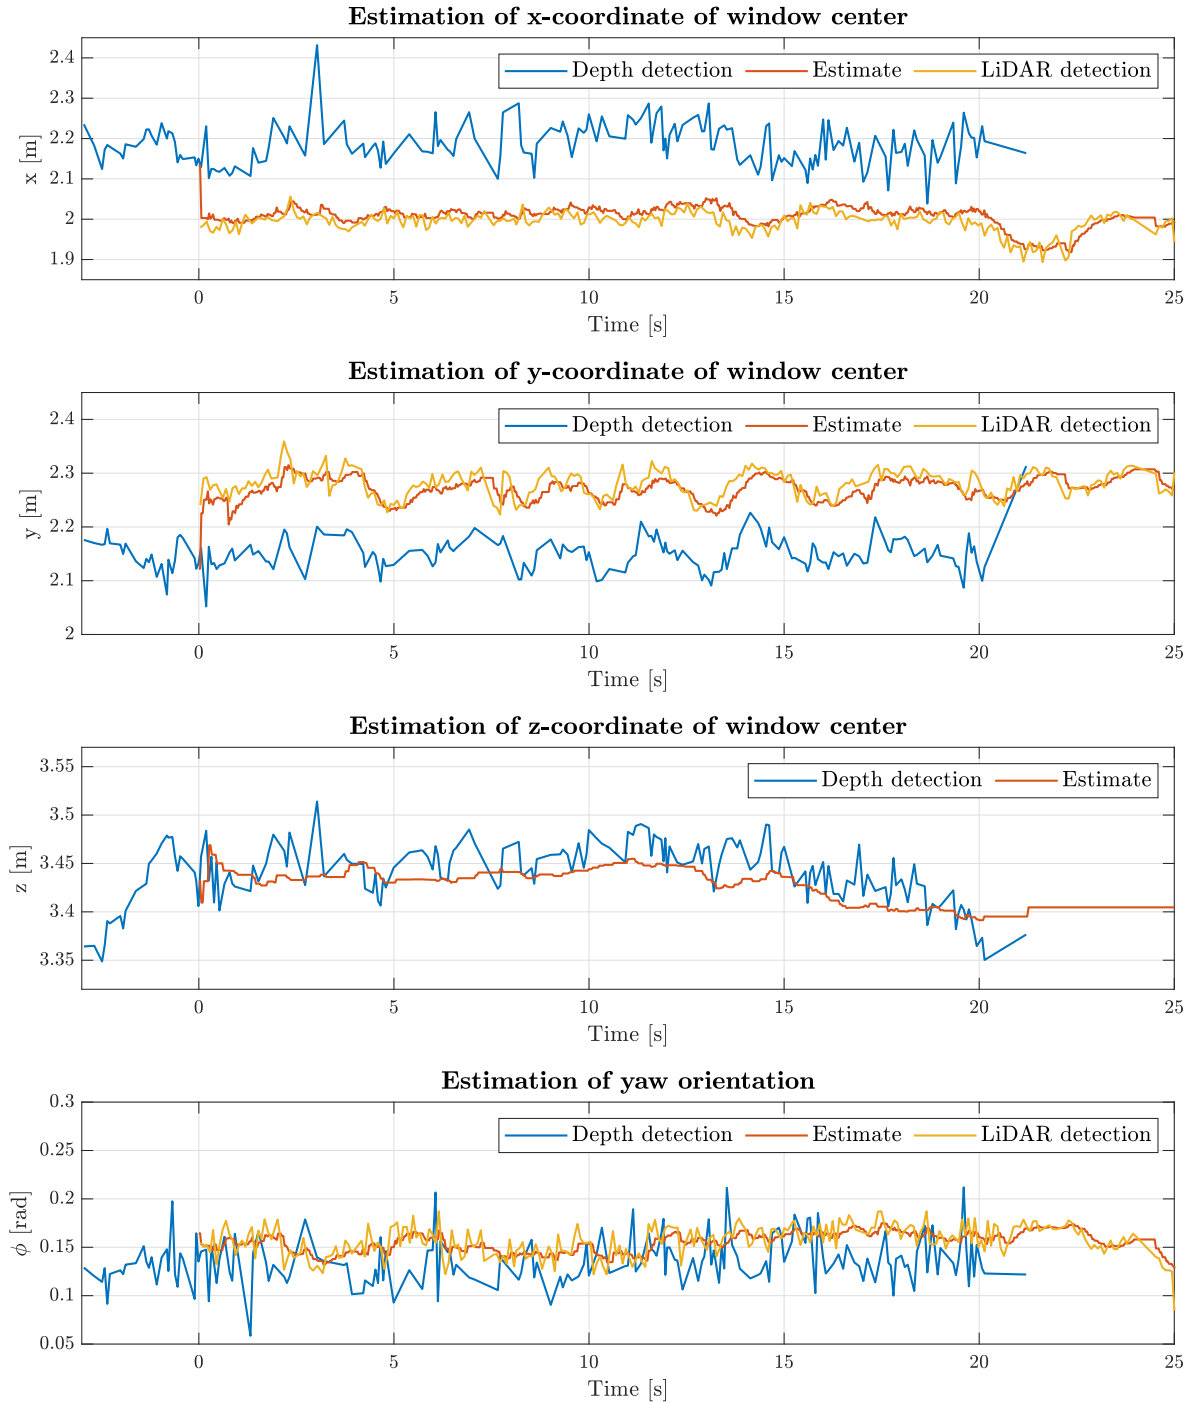 Estimation of x-coordinate of window center
Depth detection Estimate LiDAR detection
2.4
2.3
2.2
2.1
2
1.9
x [m]
0 5 10 15 20 25
Time [s]
Estimation of y-coordinate of window center
Depth detection Estimate LiDAR detection
2.4
2.3
2.2
2.1
2
y [m]
0 5 10 15 20 25
Time [s]
Estimation of z-coordinate of window center
Depth detection Estimate
3.55
3.5
3.45
3.4
3.35
z [m]
0 5 10 15 20 25
Time [s]
Estimation of yaw orientation
Depth detection Estimate LiDAR detection
0.3
0.25
0.2
0.15
0.1
0.05
ϕ [rad]
0 5 10 15 20 25
Time [s]